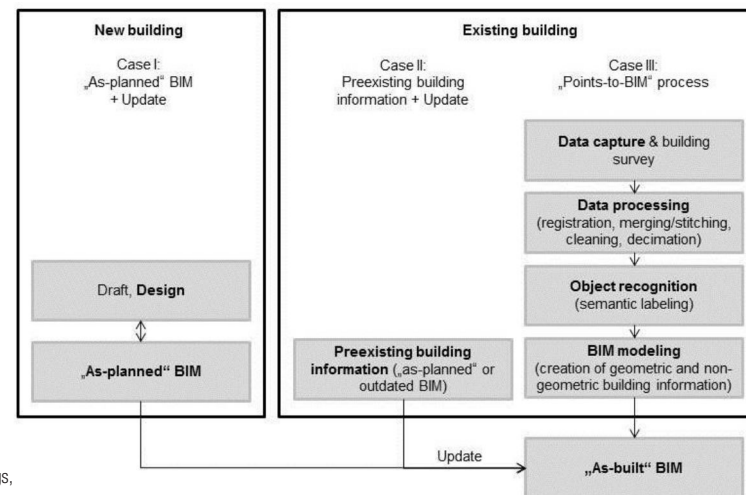 New building
Case I:
„As-planned“ BIM
+ Update
Draft, Design
„As-planned“ BIM
Existing building
Case II:
Preexisting building
information + Update
Preexisting building
information („as-planned“ or
outdated BIM)
Case III:
„Points-to-BIM“ process
Data capture & building
survey
Data processing
(registration, merging/stitching,
cleaning, decimation)
Object recognition
(semantic labeling)
BIM modeling
(creation of geometric and non-
geometric building information)
Update
„As-built“ BIM